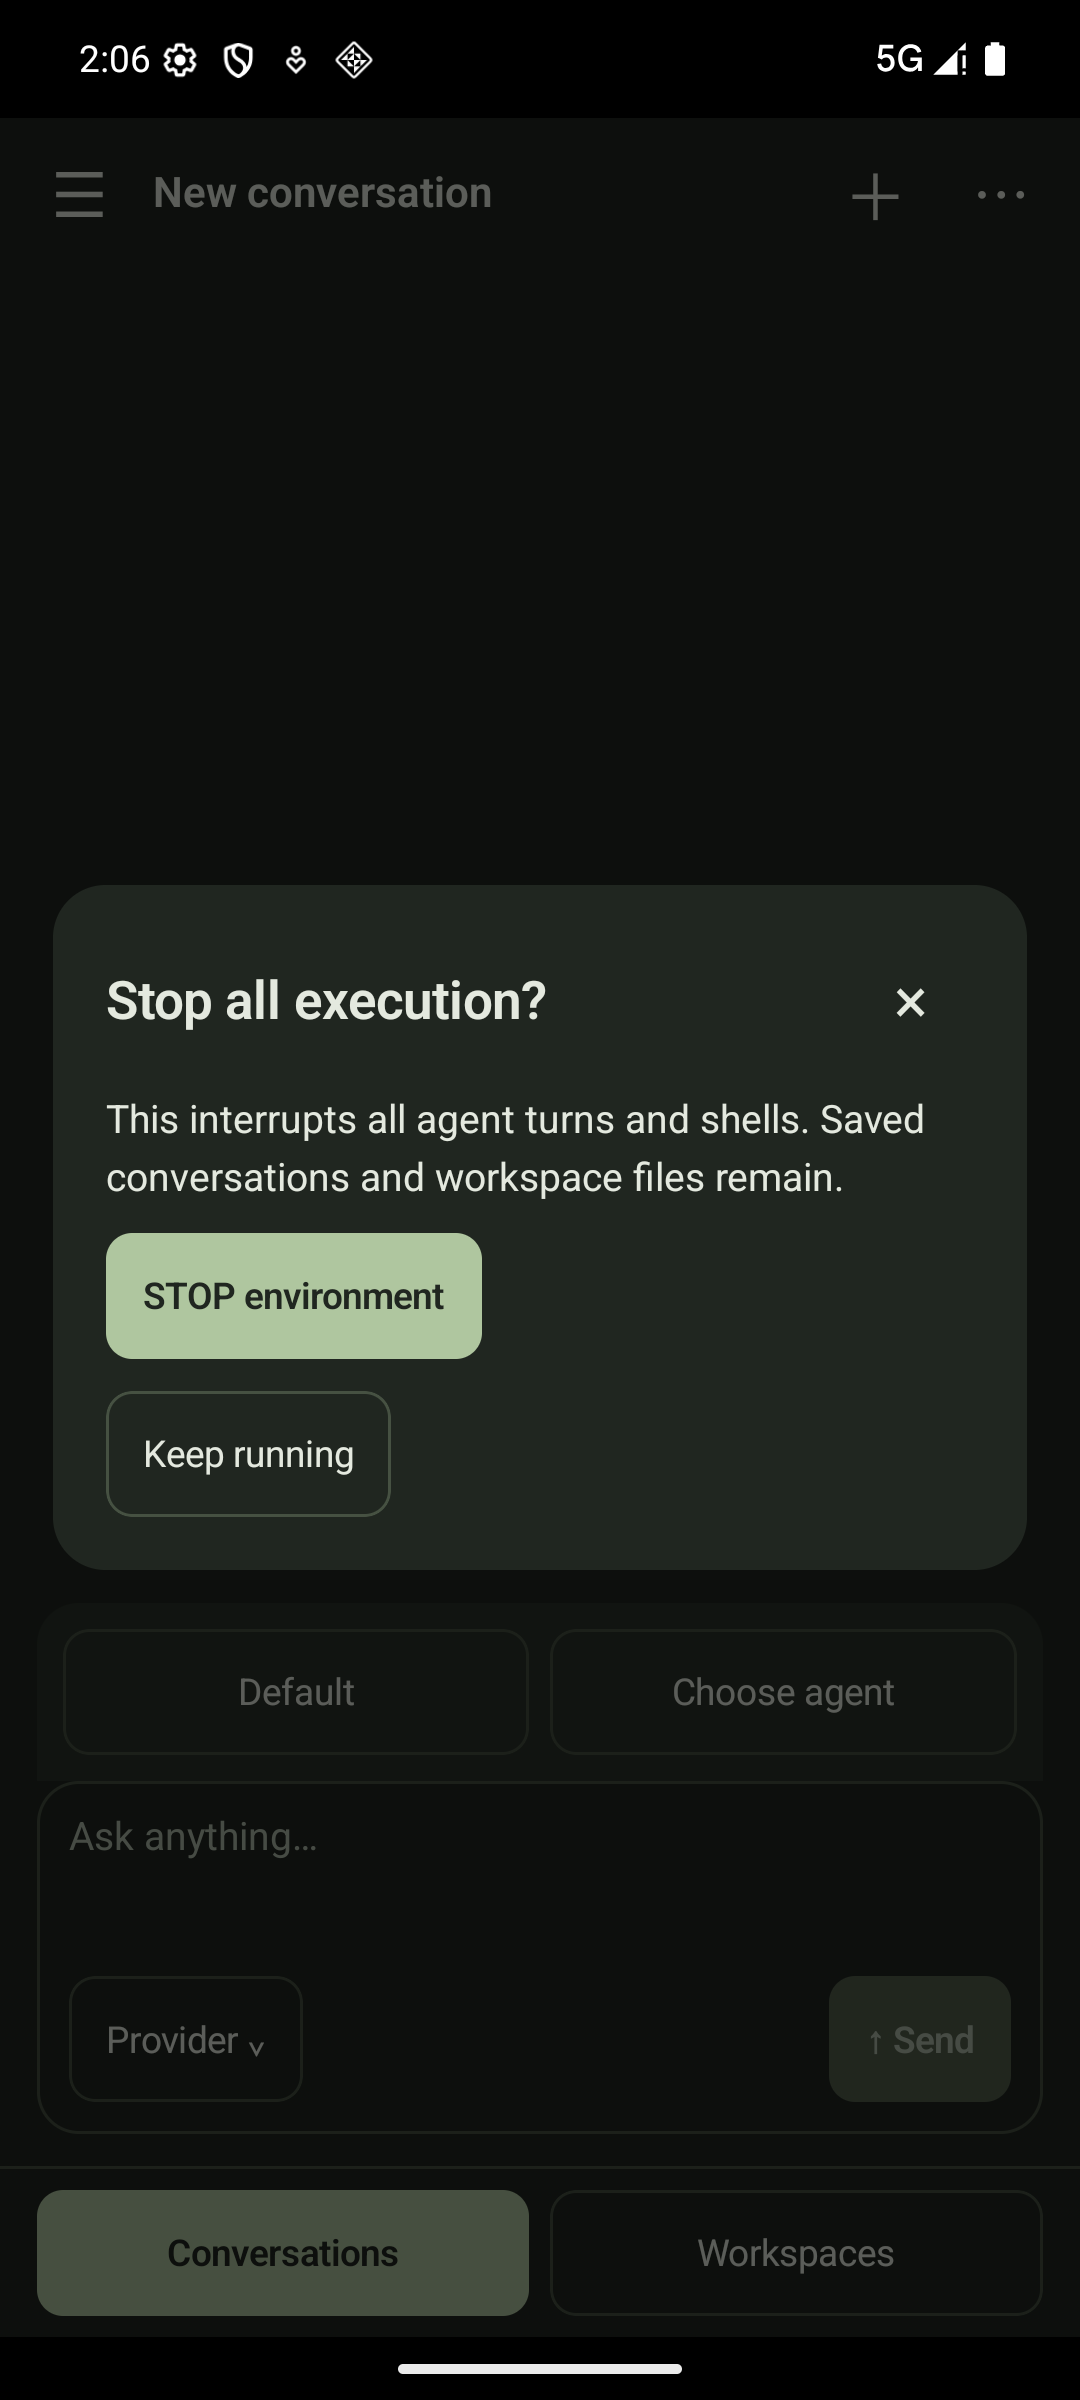 2:06
5G
New conversation
Stop all execution?
This interrupts all agent turns and shells. Saved
conversations and workspace files remain.
STOP environment
Keep running
Default
Choose agent
Ask anything…
Provider
↑ Send
Conversations
Workspaces